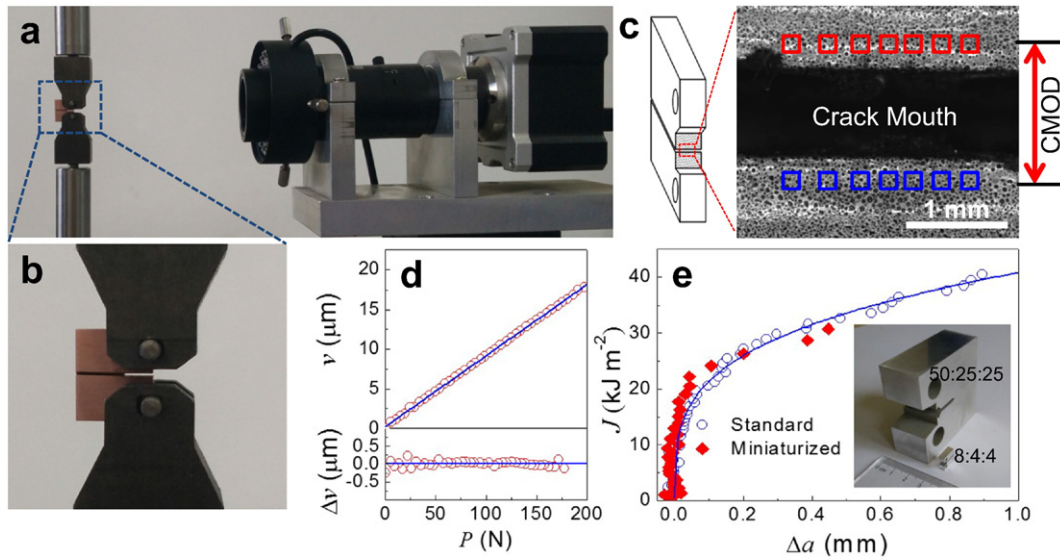 a
c
Crack Mouth
CMOD
1 mm
b
d
20
15
10
5
0
v (μm)
0.5
0.0
-0.5
Δv (μm)
0
50
100
150
200
P (N)
e
40
30
20
10
0
J (kJ m⁻²)
Standard
Miniaturized
50:25:25
8:4:4
0.0
0.2
0.4
0.6
0.8
1.0
Δa (mm)